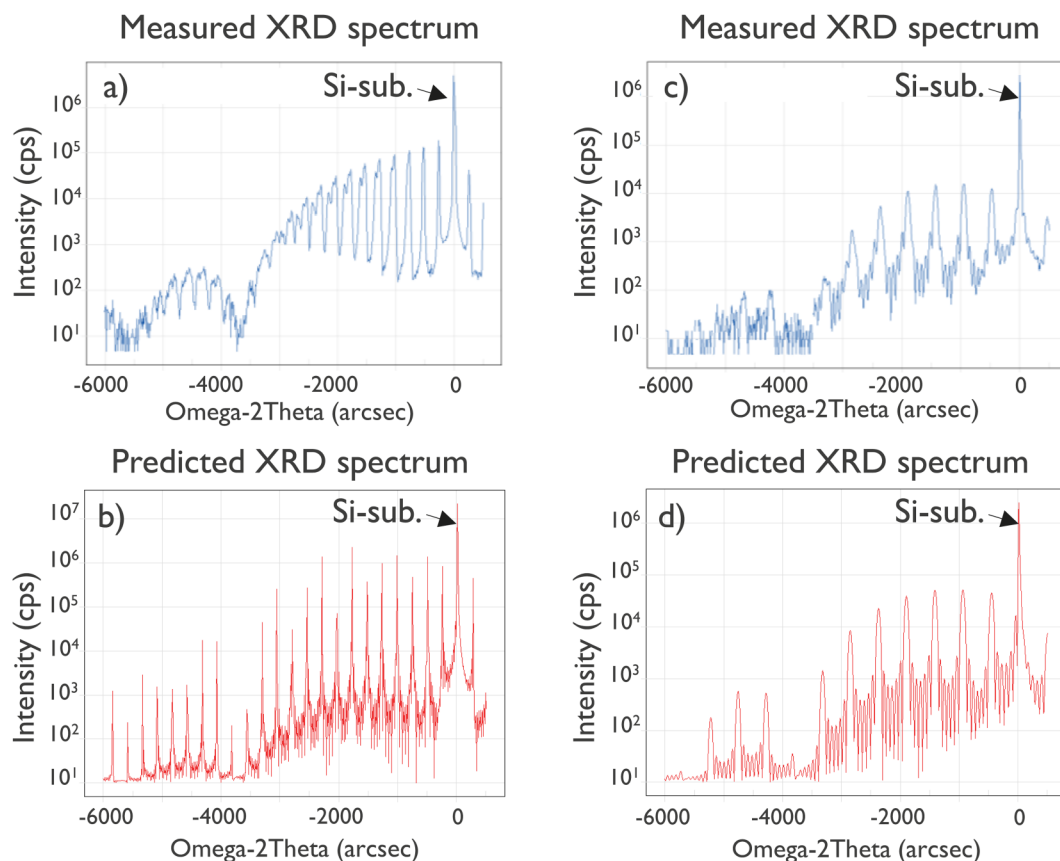 Measured XRD spectrum
a)
Si-sub.
10⁶
10⁵
10⁴
10³
10²
10¹
Intensity (cps)
-6000 -4000 -2000 0
Omega-2Theta (arcsec)
Measured XRD spectrum
c)
Si-sub.
10⁶
10⁵
10⁴
10³
10²
10¹
Intensity (cps)
-6000 -4000 -2000 0
Omega-2Theta (arcsec)
Predicted XRD spectrum
b)
Si-sub.
10⁷
10⁶
10⁵
10⁴
10³
10²
10¹
Intensity (cps)
-6000 -4000 -2000 0
Omega-2Theta (arcsec)
Predicted XRD spectrum
d)
Si-sub.
10⁶
10⁵
10⁴
10³
10²
10¹
Intensity (cps)
-6000 -4000 -2000 0
Omega-2Theta (arcsec)